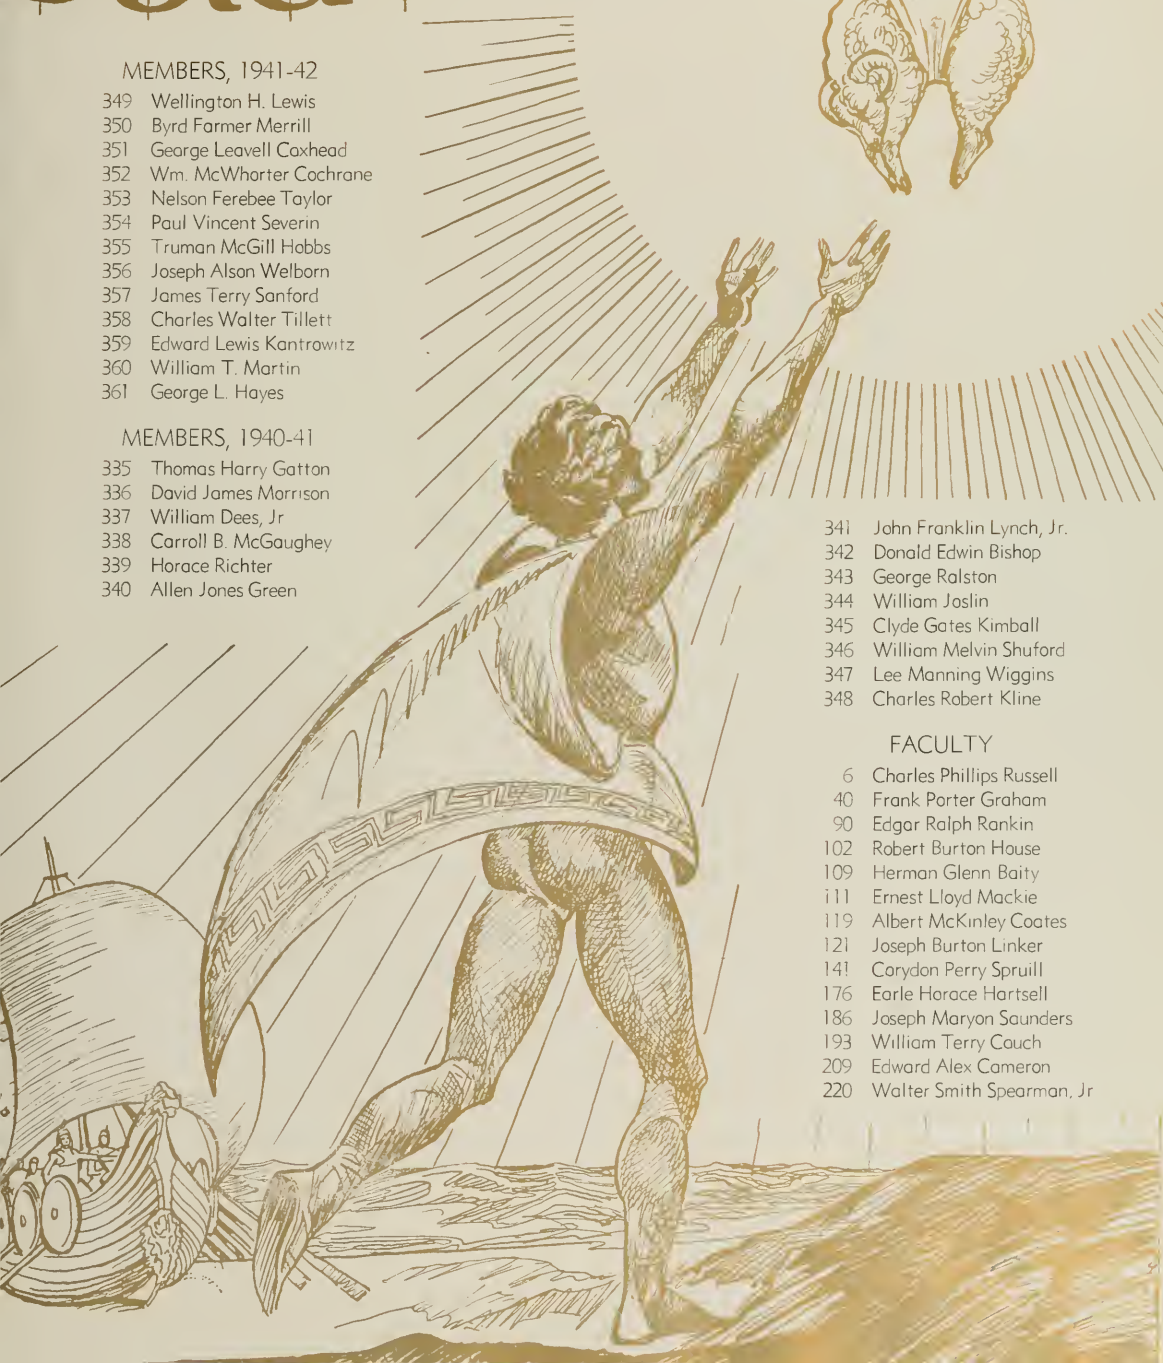 MEMBERS, 1941-42
349 Wellington H. Lewis
350 Byrd Farmer Merrill
351 George Leavell Coxhead
352 Wm. McWhorter Cochrane
353 Nelson Ferebee Taylor
354 Paul Vincent Severin
355 Truman McGill Hobbs
356 Joseph Alson Welborn
357 James Terry Sanford
358 Charles Walter Tillett
359 Edward Lewis Kantrowitz
360 William T. Martin
361 George L. Hayes
MEMBERS, 1940-41
335 Thomas Harry Gatton
336 David James Morrison
337 William Dees, Jr
338 Carroll B. McGaughey
339 Horace Richter
340 Allen Jones Green
341 John Franklin Lynch, Jr.
342 Donald Edwin Bishop
343 George Ralston
344 William Joslin
345 Clyde Gates Kimball
346 William Melvin Shuford
347 Lee Manning Wiggins
348 Charles Robert Kline
FACULTY
6 Charles Phillips Russell
40 Frank Porter Graham
90 Edgar Ralph Rankin
102 Robert Burton House
109 Herman Glenn Baity
111 Ernest Lloyd Mackie
119 Albert McKinley Coates
121 Joseph Burton Linker
141 Corydon Perry Spruill
176 Earle Horace Hartsell
186 Joseph Maryon Saunders
193 William Terry Couch
209 Edward Alex Cameron
220 Walter Smith Spearman, Jr